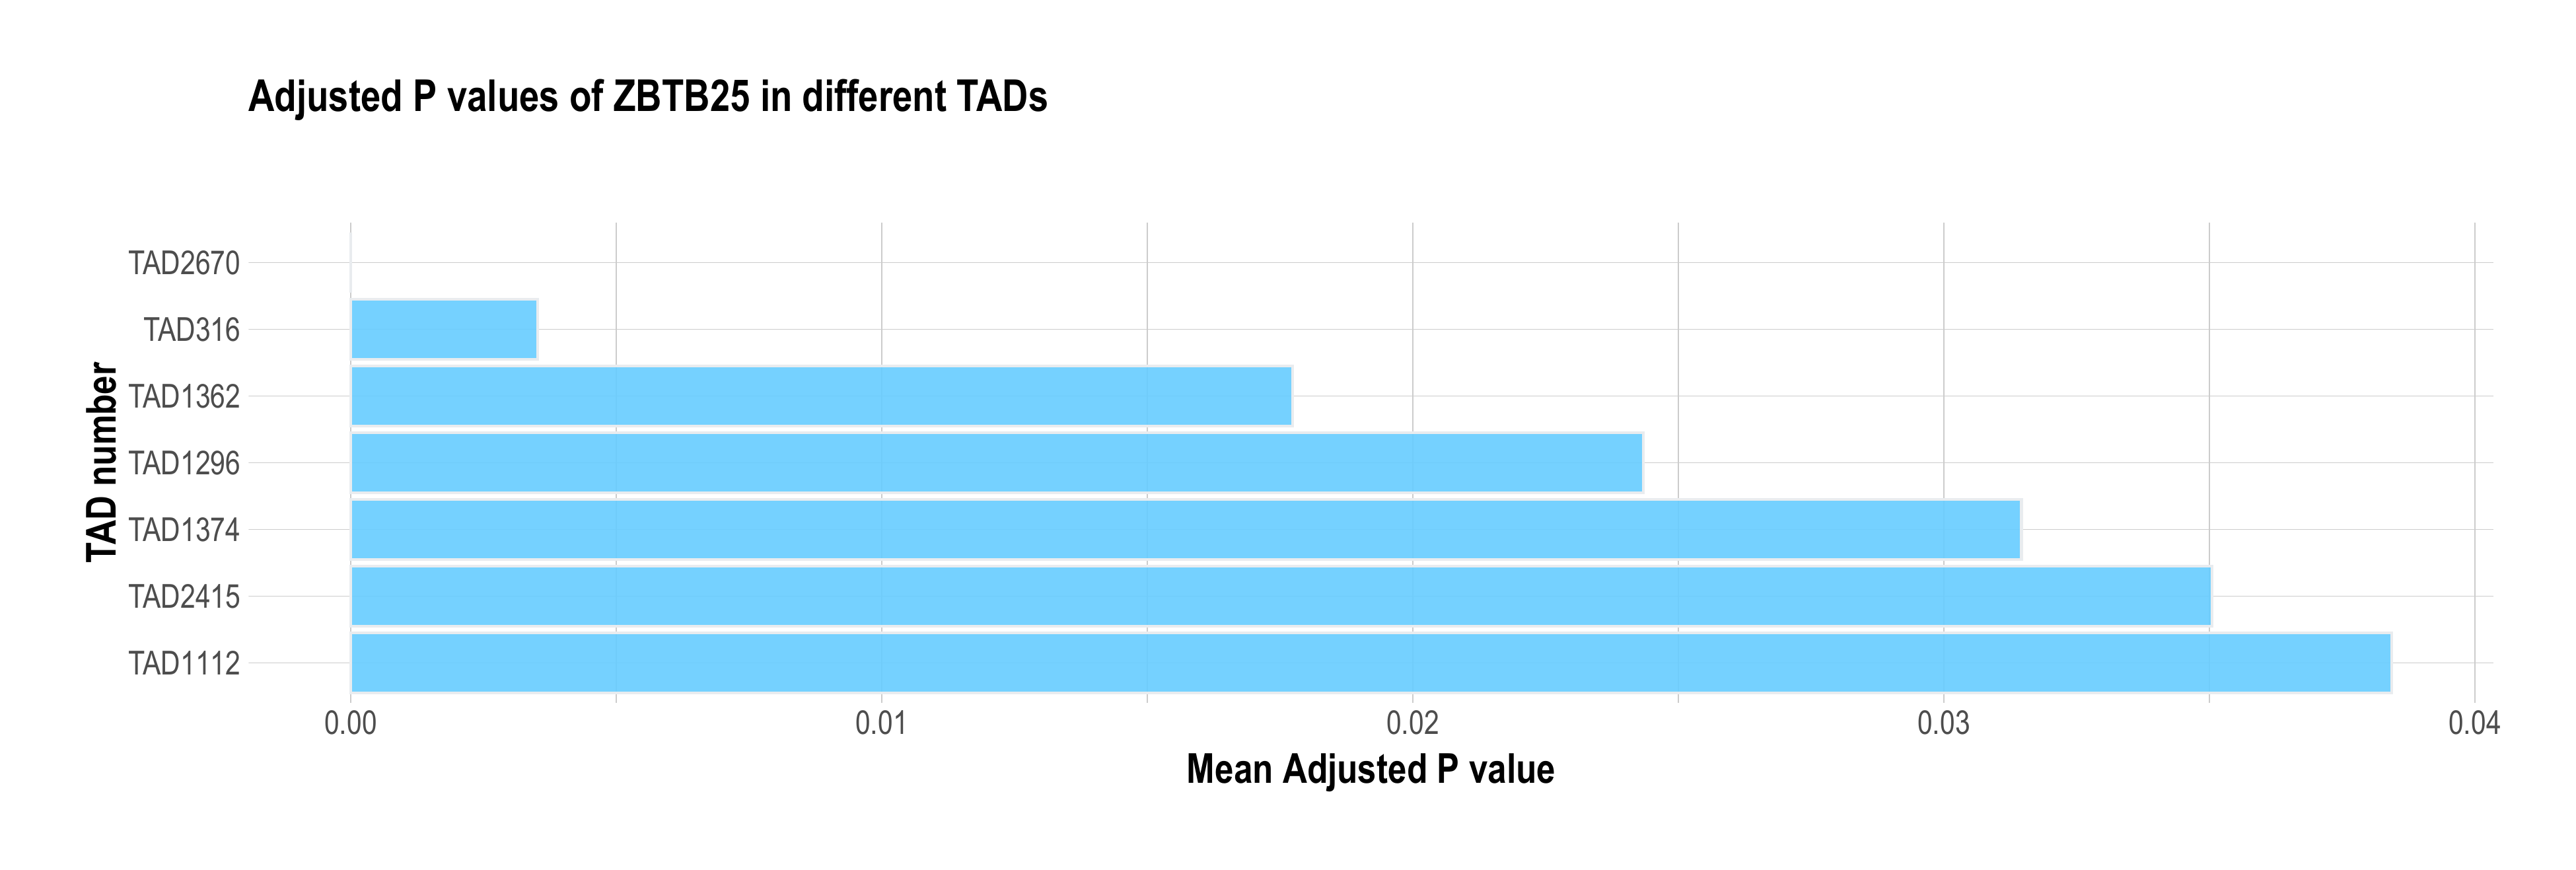 Adjusted P values of ZBTB25 in different TADs
TAD number
TAD2670
TAD316
TAD1362
TAD1296
TAD1374
TAD2415
TAD1112
0.00 0.01 0.02 0.03 0.04
Mean Adjusted P value